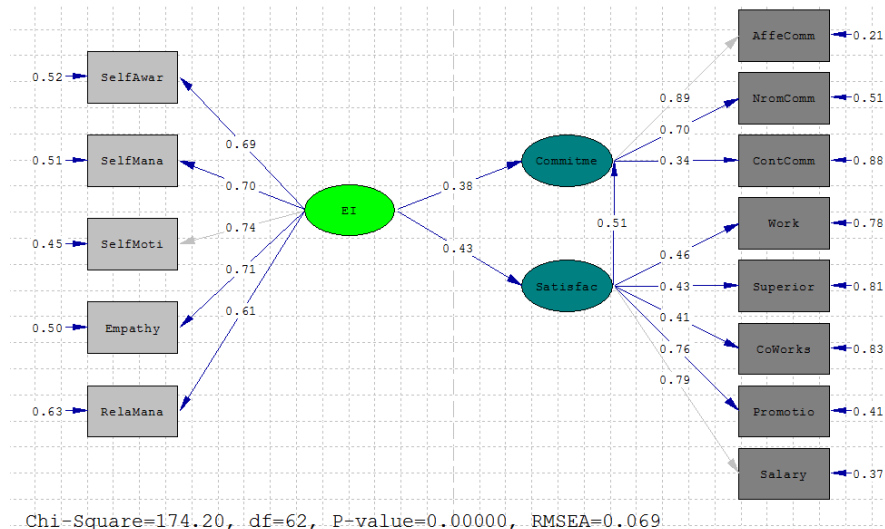 AffeComm
0.21
0.52
SelfAwar
0.89
NromComm
0.51
0.69
0.70
0.51
SelfMana
Commitme
0.34
ContComm
0.88
0.70
0.38
EI
0.74
0.51
Work
0.78
0.45
SelfMoti
0.43
0.46
0.71
Satisfac
0.43
Superior
0.81
0.61
0.41
0.50
Empathy
0.76
CoWorks
0.83
0.79
0.63
RelaMana
Promotio
0.41
Salary
0.37
Chi-Square=174.20, df=62, P-value=0.00000, RMSEA=0.069